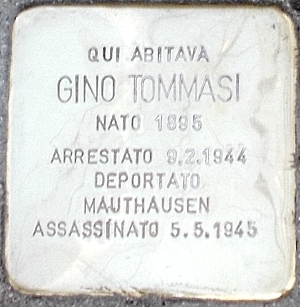 QUI ABITAVA
GINO TOMMASI
NATO 1895
ARRESTATO 9.2.1944
DEPORTATO
MAUTHAUSEN
ASSASSINATO 5.5.1945